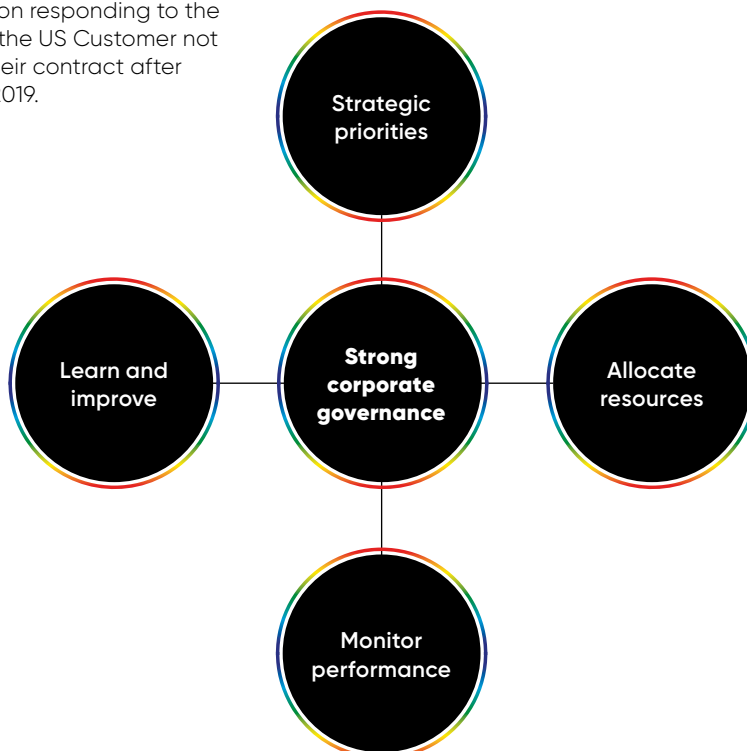 on responding to the
the US Customer not
eir contract after
2019.
Strategic
priorities
Learn and
improve
Strong
corporate
governance
Allocate
resources
Monitor
performance